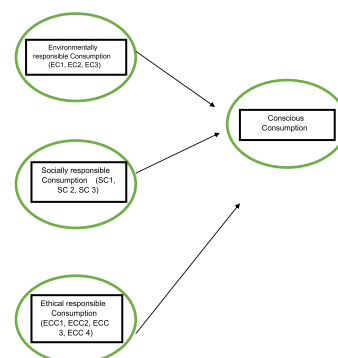 Environmentally
responsible Consumption
(EC1, EC2, EC3)
Conscious
Consumption
Socially responsible
Consumption (SC1,
SC 2, SC 3)
Ethical responsible
Consumption
(ECC1, ECC2, ECC
3, ECC 4)